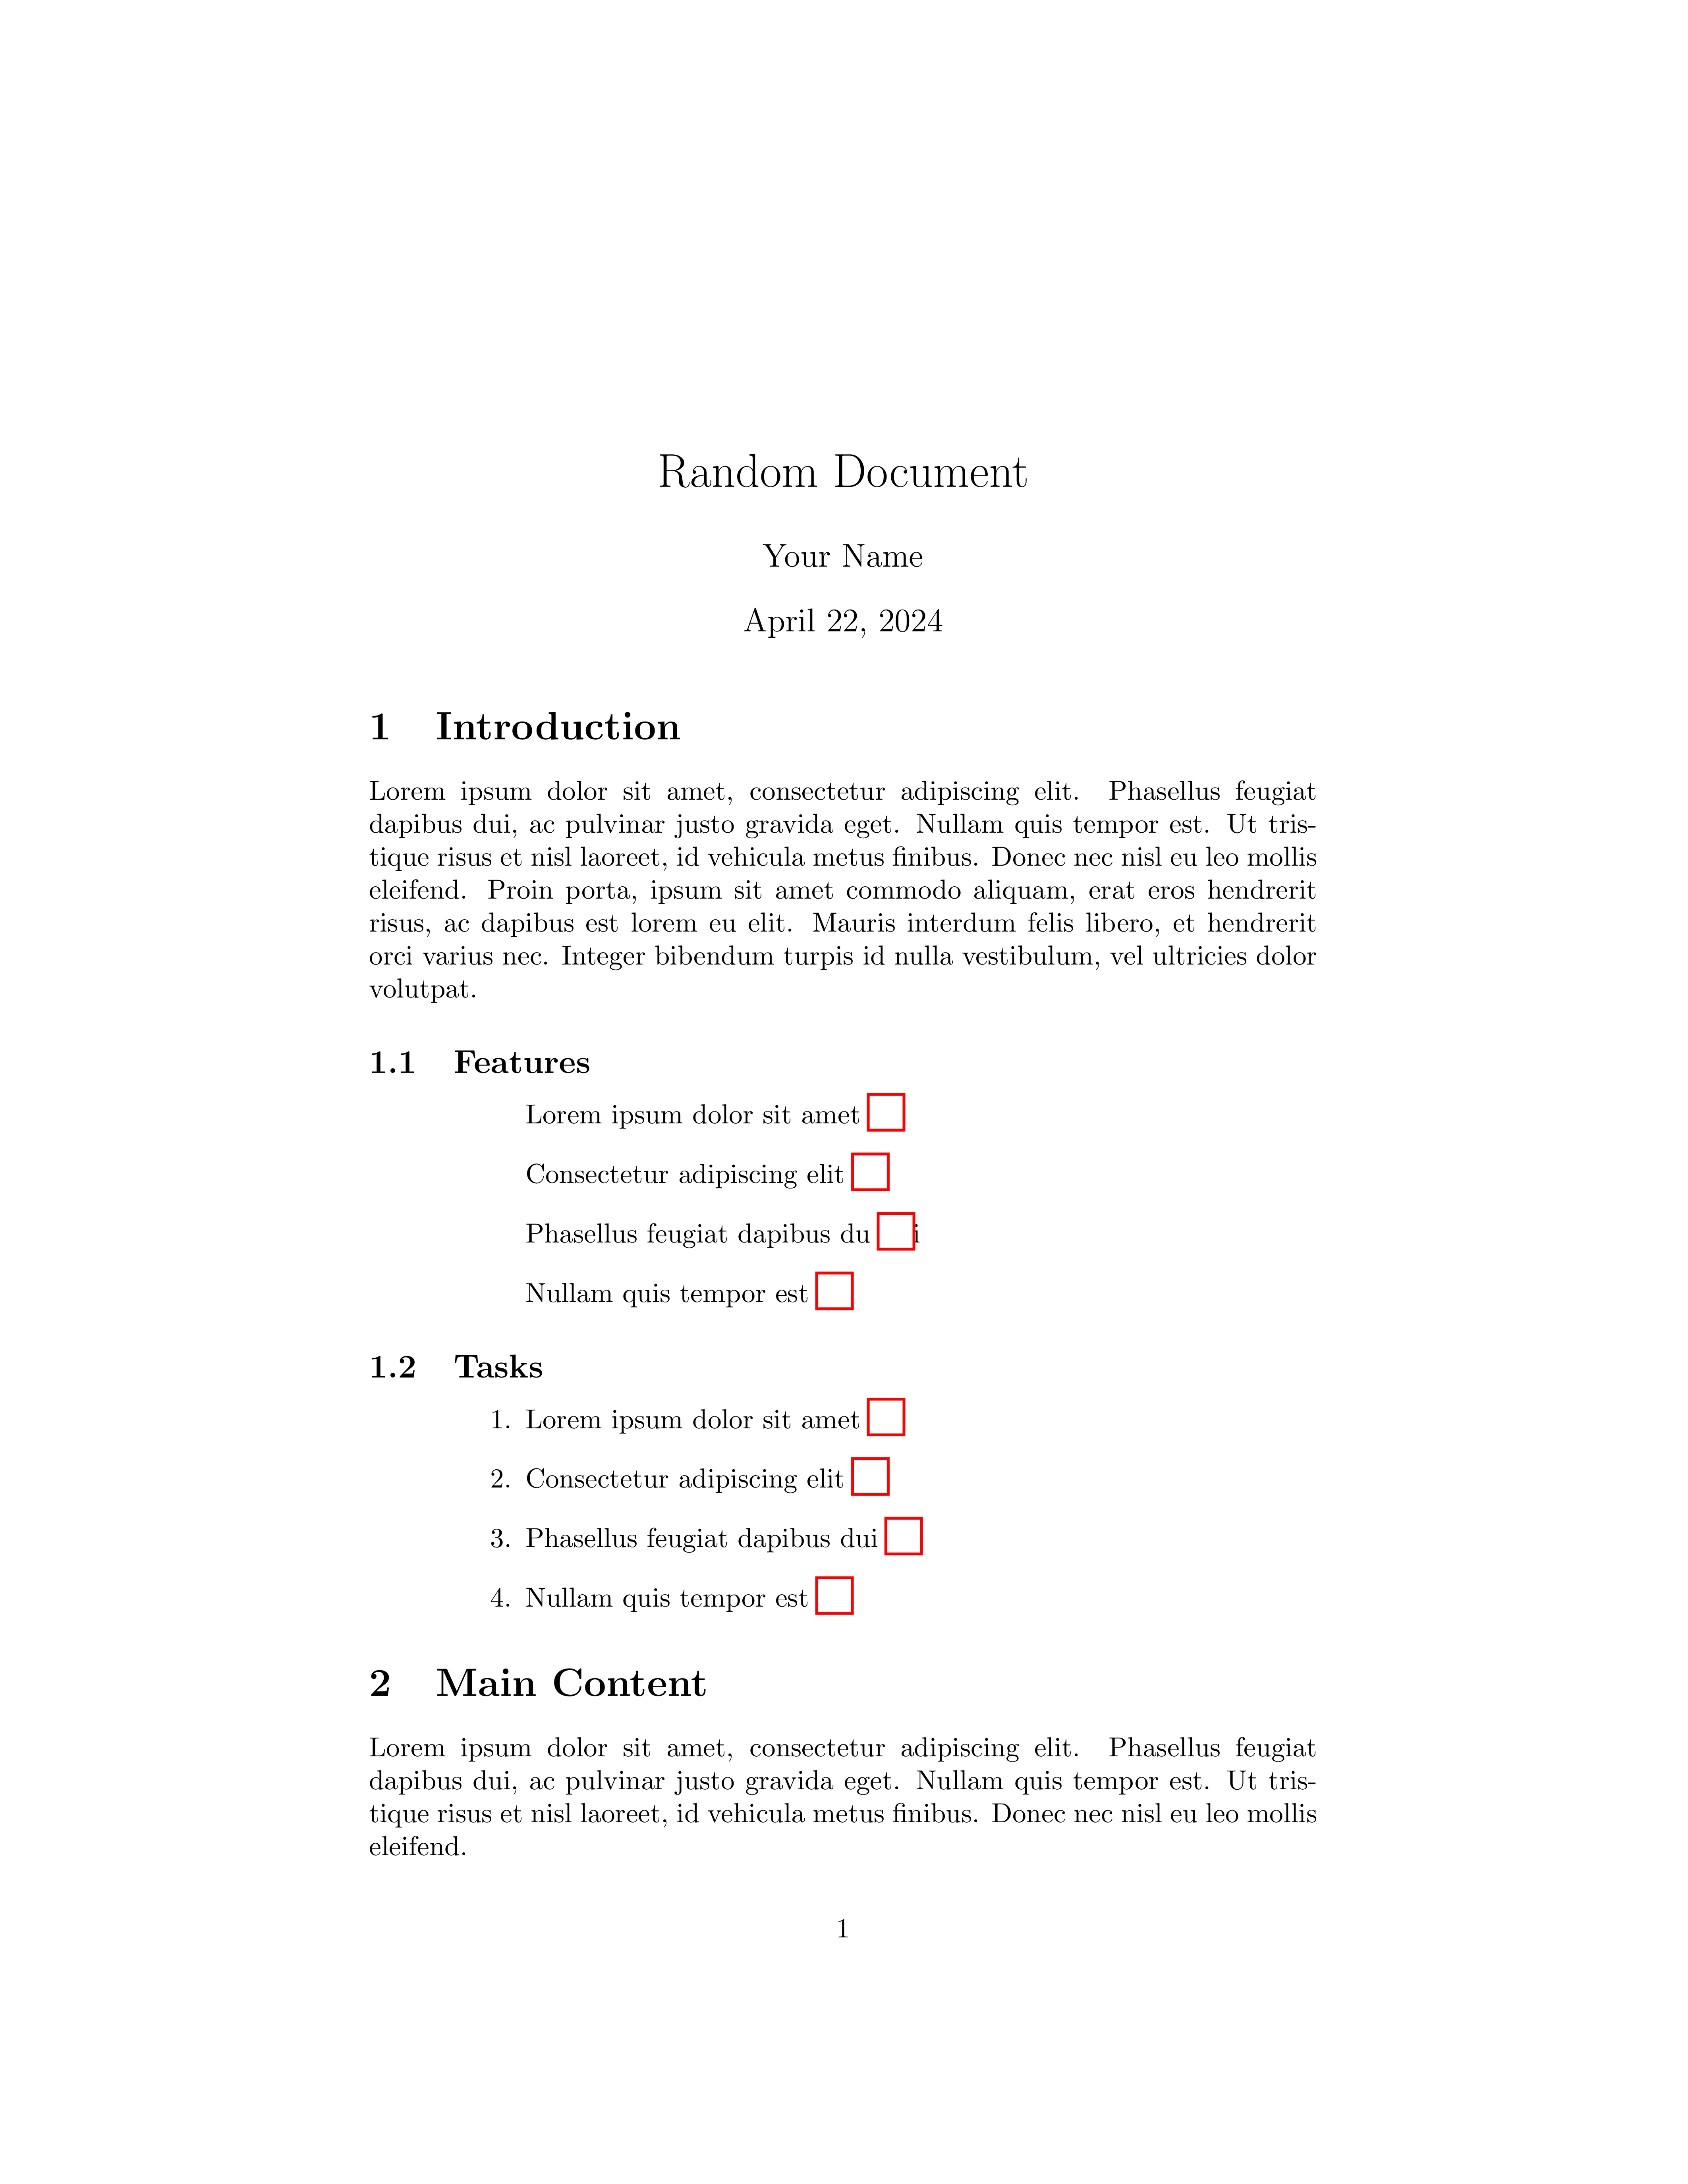 Random Document
Your Name
April 22, 2024
1 Introduction
Lorem ipsum dolor sit amet, consectetur adipiscing elit. Phasellus feugiat
dapibus dui, ac pulvinar justo gravida eget. Nullam quis tempor est. Ut tris-
tique risus et nisl laoreet, id vehicula metus finibus. Donec nec nisl eu leo mollis
eleifend. Proin porta, ipsum sit amet commodo aliquam, erat eros hendrerit
risus, ac dapibus est lorem eu elit. Mauris interdum felis libero, et hendrerit
orci varius nec. Integer bibendum turpis id nulla vestibulum, vel ultricies dolor
volutpat.
1.1 Features
Lorem ipsum dolor sit amet
Consectetur adipiscing elit
Phasellus feugiat dapibus du i
Nullam quis tempor est
1.2 Tasks
1. Lorem ipsum dolor sit amet
2. Consectetur adipiscing elit
3. Phasellus feugiat dapibus dui
4. Nullam quis tempor est
2 Main Content
Lorem ipsum dolor sit amet, consectetur adipiscing elit. Phasellus feugiat
dapibus dui, ac pulvinar justo gravida eget. Nullam quis tempor est. Ut tris-
tique risus et nisl laoreet, id vehicula metus finibus. Donec nec nisl eu leo mollis
eleifend.
1